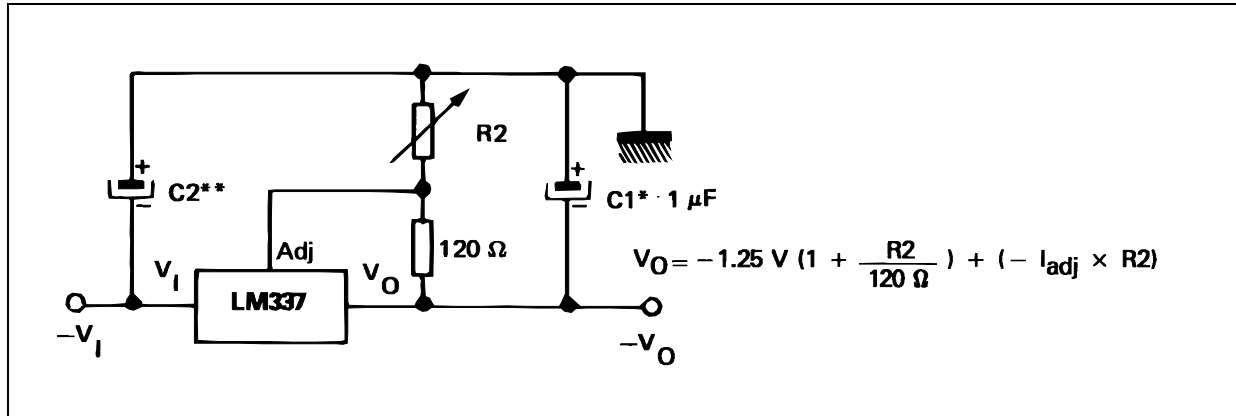 R2
+
C2**
−
+
C1* · 1 μF
−
Adj
120 Ω
V_I
V_O
LM337
−V_I
−V_O
V_O = −1.25 V (1 + R2 / 120 Ω) + (− I_adj × R2)